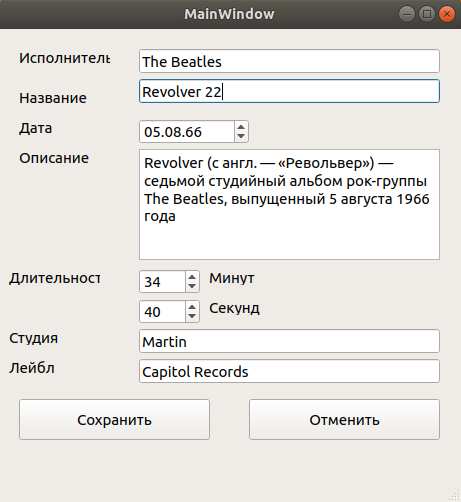 MainWindow
Исполнитель The Beatles
Название Revolver 22
Дата 05.08.66
Описание Revolver (с англ. — «Револьвер») —
седьмой студийный альбом рок-группы
The Beatles, выпущенный 5 августа 1966
года
Длительност 34 Минут
40 Секунд
Студия Martin
Лейбл Capitol Records
Сохранить Отменить